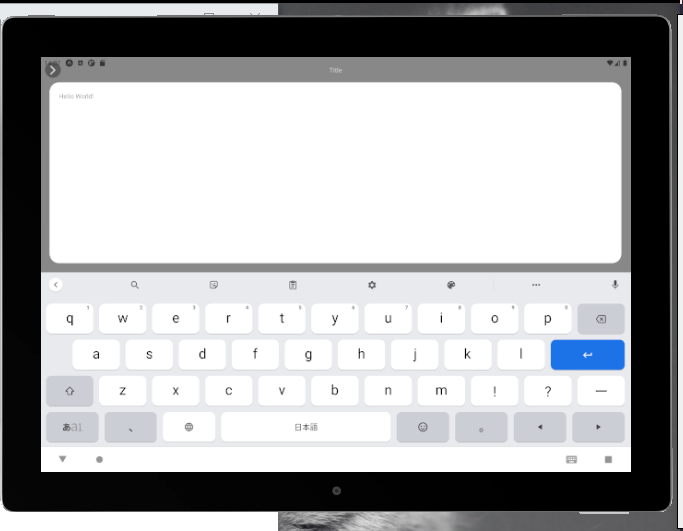 Title
Hello World!
q 1 w 2 e 3 r 4 t 5 y 6 u 7 i 8 o 9 p 0
a s d f g h j k l
z x c v b n m ! ? ー
あa1 、 日本語 。